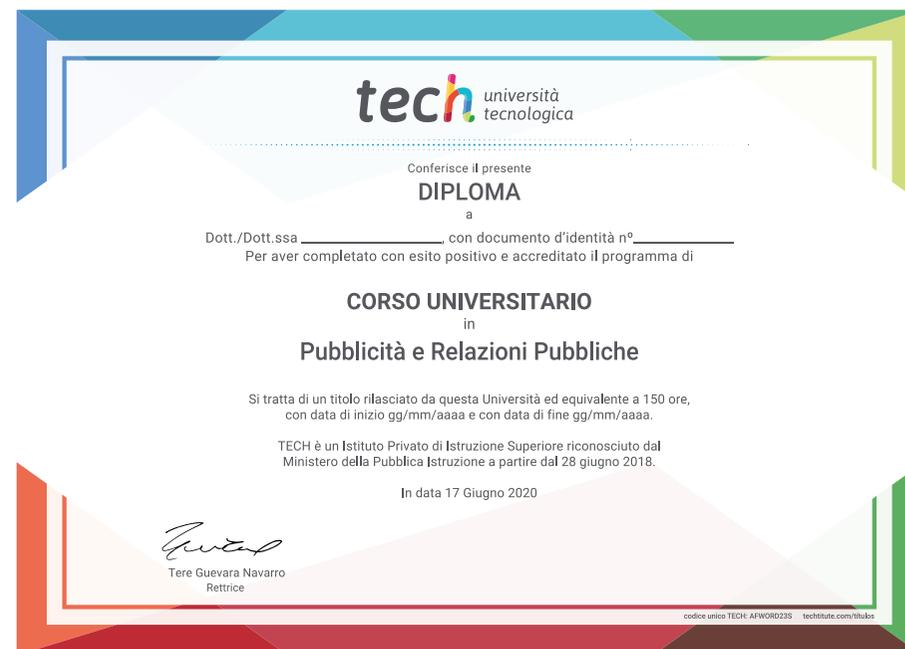 tech università
tecnologica
Conferisce il presente
DIPLOMA
a
Dott./Dott.ssa ____________________, con documento d'identità nº______________
Per aver completato con esito positivo e accreditato il programma di
CORSO UNIVERSITARIO
in
Pubblicità e Relazioni Pubbliche
Si tratta di un titolo rilasciato da questa Università ed equivalente a 150 ore,
con data di inizio gg/mm/aaaa e con data di fine gg/mm/aaaa.
TECH è un Istituto Privato di Istruzione Superiore riconosciuto dal
Ministero della Pubblica Istruzione a partire dal 28 giugno 2018.
In data 17 Giugno 2020
Tere Guevara Navarro
Rettrice
codice unico TECH: AFWORD23S techtitute.com/titulos